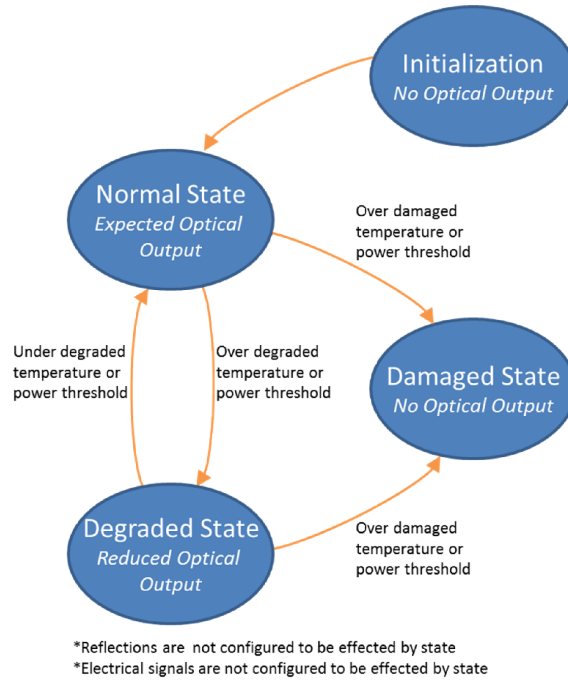 Initialization
No Optical Output
Normal State
Expected Optical
Output
Over damaged
temperature or
power threshold
Under degraded
temperature or
power threshold
Over degraded
temperature or
power threshold
Damaged State
No Optical Output
Degraded State
Reduced Optical
Output
Over damaged
temperature or
power threshold
*Reflections are  not configured to be effected by state
*Electrical signals are not configured to be effected by state